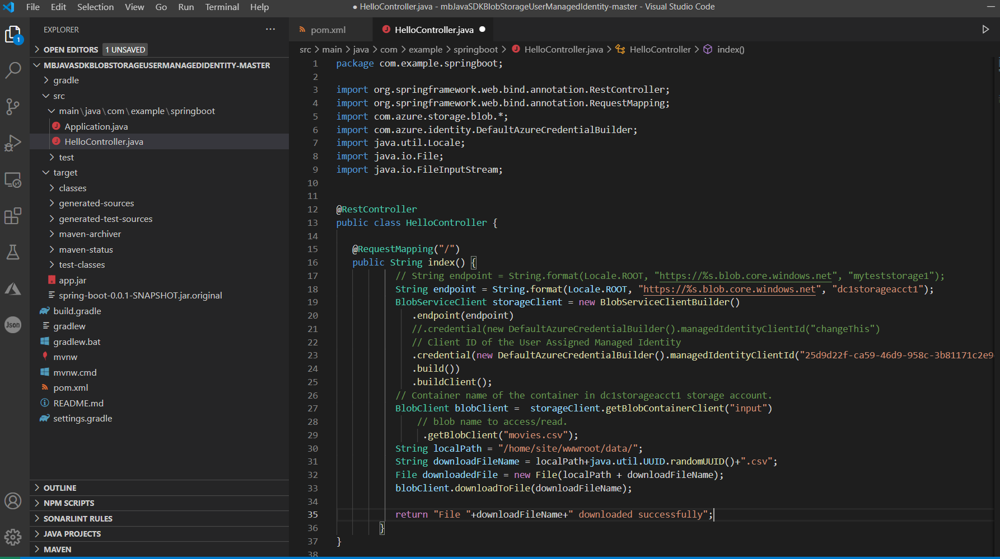 File Edit Selection View Go Run Terminal Help
● HelloController.java - mbJavaSDKBlobStorageUserManagedIdentity-master - Visual Studio Code
EXPLORER ···
1
OPEN EDITORS 1 UNSAVED
MBJAVASDKBLOBSTORAGEUSERMANAGEDIDENTITY-MASTER
gradle
src
main\java\com\example\springboot
J Application.java
J HelloController.java
test
target
classes
generated-sources
generated-test-sources
maven-archiver
maven-status
test-classes
app.jar
spring-boot-0.0.1-SNAPSHOT.jar.original
build.gradle
gradlew
gradlew.bat
mvnw
mvnw.cmd
pom.xml
README.md
settings.gradle
Json
OUTLINE
NPM SCRIPTS
SONARLINT RULES
JAVA PROJECTS
MAVEN
pom.xml
J HelloController.java ●
src > main > java > com > example > springboot > J HelloController.java > HelloController > index()
1 package com.example.springboot;
2
3 import org.springframework.web.bind.annotation.RestController;
4 import org.springframework.web.bind.annotation.RequestMapping;
5 import com.azure.storage.blob.*;
6 import com.azure.identity.DefaultAzureCredentialBuilder;
7 import java.util.Locale;
8 import java.io.File;
9 import java.io.FileInputStream;
10
11
12 @RestController
13 public class HelloController {
14
15 @RequestMapping("/")
16 public String index() {
17 // String endpoint = String.format(Locale.ROOT, "https://%s.blob.core.windows.net", "myteststorage1");
18 String endpoint = String.format(Locale.ROOT, "https://%s.blob.core.windows.net", "dc1storageacct1");
19 BlobServiceClient storageClient = new BlobServiceClientBuilder()
20 .endpoint(endpoint)
21 //.credential(new DefaultAzureCredentialBuilder().managedIdentityClientId("changeThis")
22 // Client ID of the User Assigned Managed Identity
23 .credential(new DefaultAzureCredentialBuilder().managedIdentityClientId("25d9d22f-ca59-46d9-958c-3b81171c2e9
24 .build())
25 .buildClient();
26 // Container name of the container in dc1storageacct1 storage account.
27 BlobClient blobClient =  storageClient.getBlobContainerClient("input")
28 // blob name to access/read.
29 .getBlobClient("movies.csv");
30 String localPath = "/home/site/wwwroot/data/";
31 String downloadFileName = localPath+java.util.UUID.randomUUID()+".csv";
32 File downloadedFile = new File(localPath + downloadFileName);
33 blobClient.downloadToFile(downloadFileName);
34
35 return "File "+downloadFileName+" downloaded successfully";
36 }
37 }
38